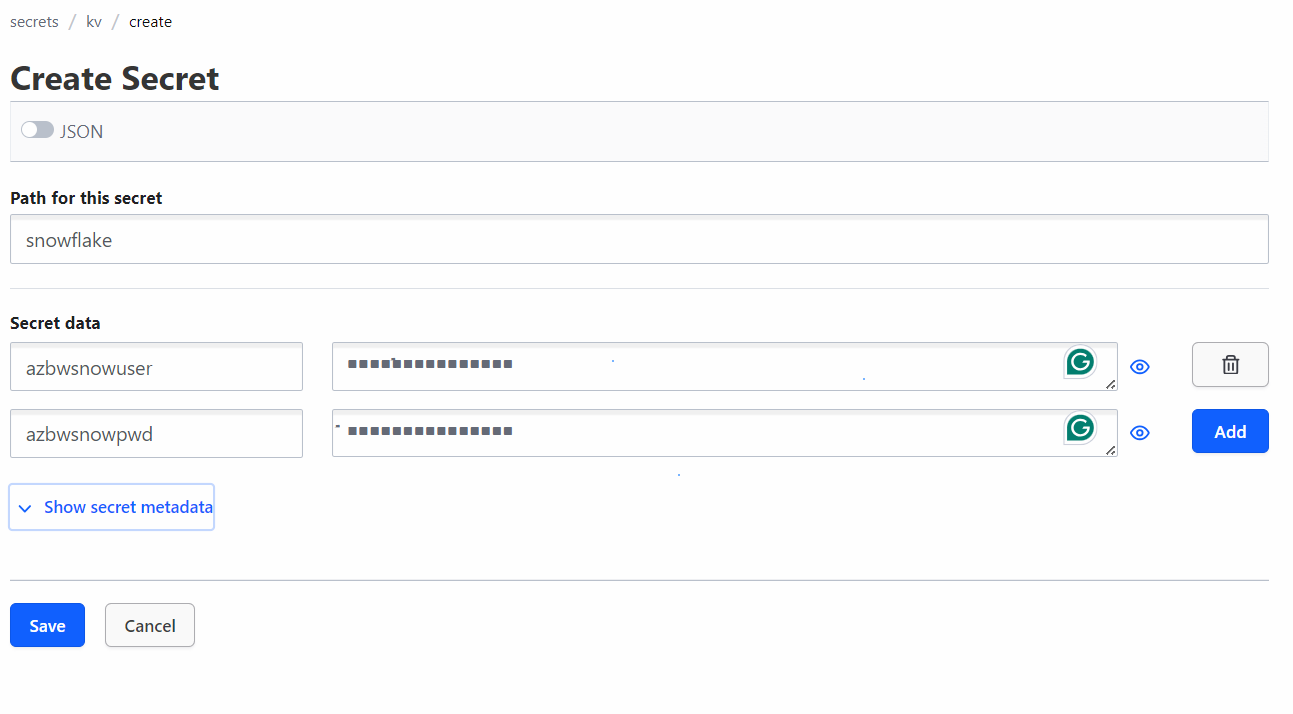 secrets / kv / create
Create Secret
JSON
Path for this secret
snowflake
Secret data
azbwsnowuser
azbwsnowpwd
Add
Show secret metadata
Save Cancel